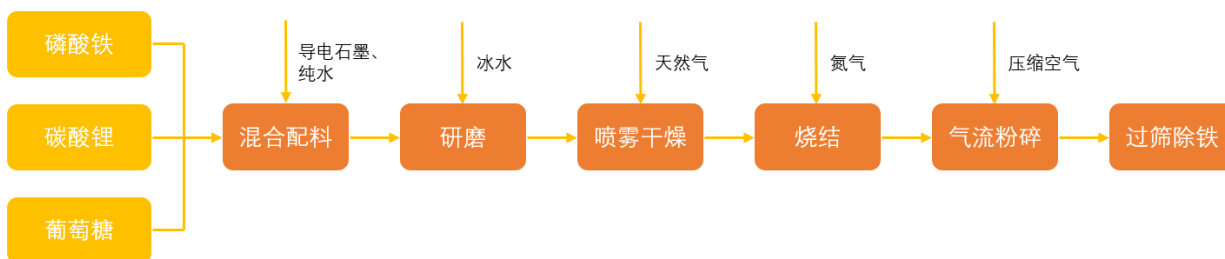 磷酸铁
碳酸锂
葡萄糖
导电石墨、
纯水
冰水
天然气
氮气
压缩空气
混合配料
研磨
喷雾干燥
烧结
气流粉碎
过筛除铁